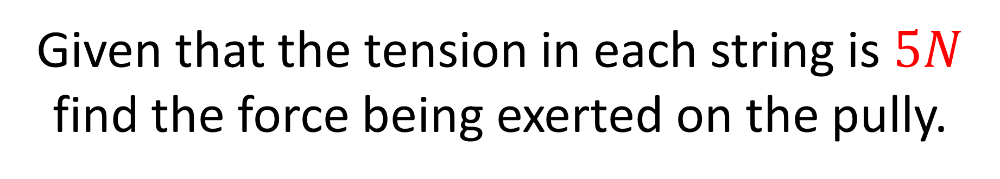 Given that the tension in each string is 5N
find the force being exerted on the pully.